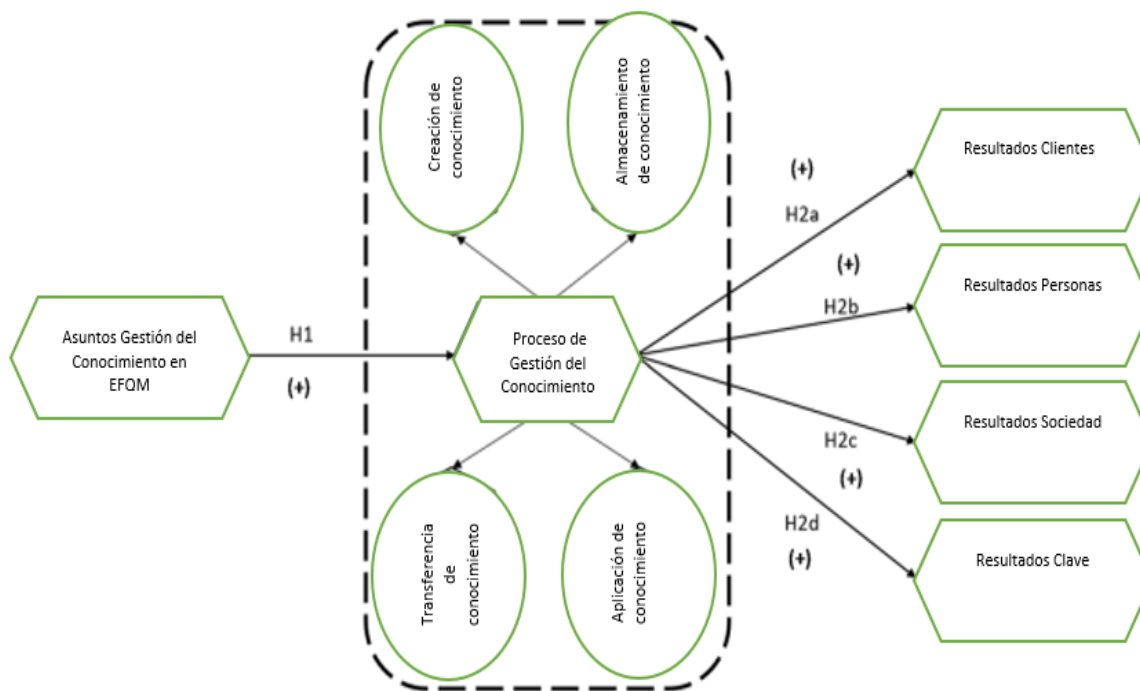 Asuntos Gestión del
Conocimiento en
EFQM
H1
(+)
Creación de
conocimiento
Almacenamiento
de conocimiento
Proceso de
Gestión del
Conocimiento
Transferencia
de
conocimiento
Aplicación de
conocimiento
(+)
H2a
(+)
H2b
H2c
(+)
H2d
(+)
Resultados Clientes
Resultados Personas
Resultados Sociedad
Resultados Clave